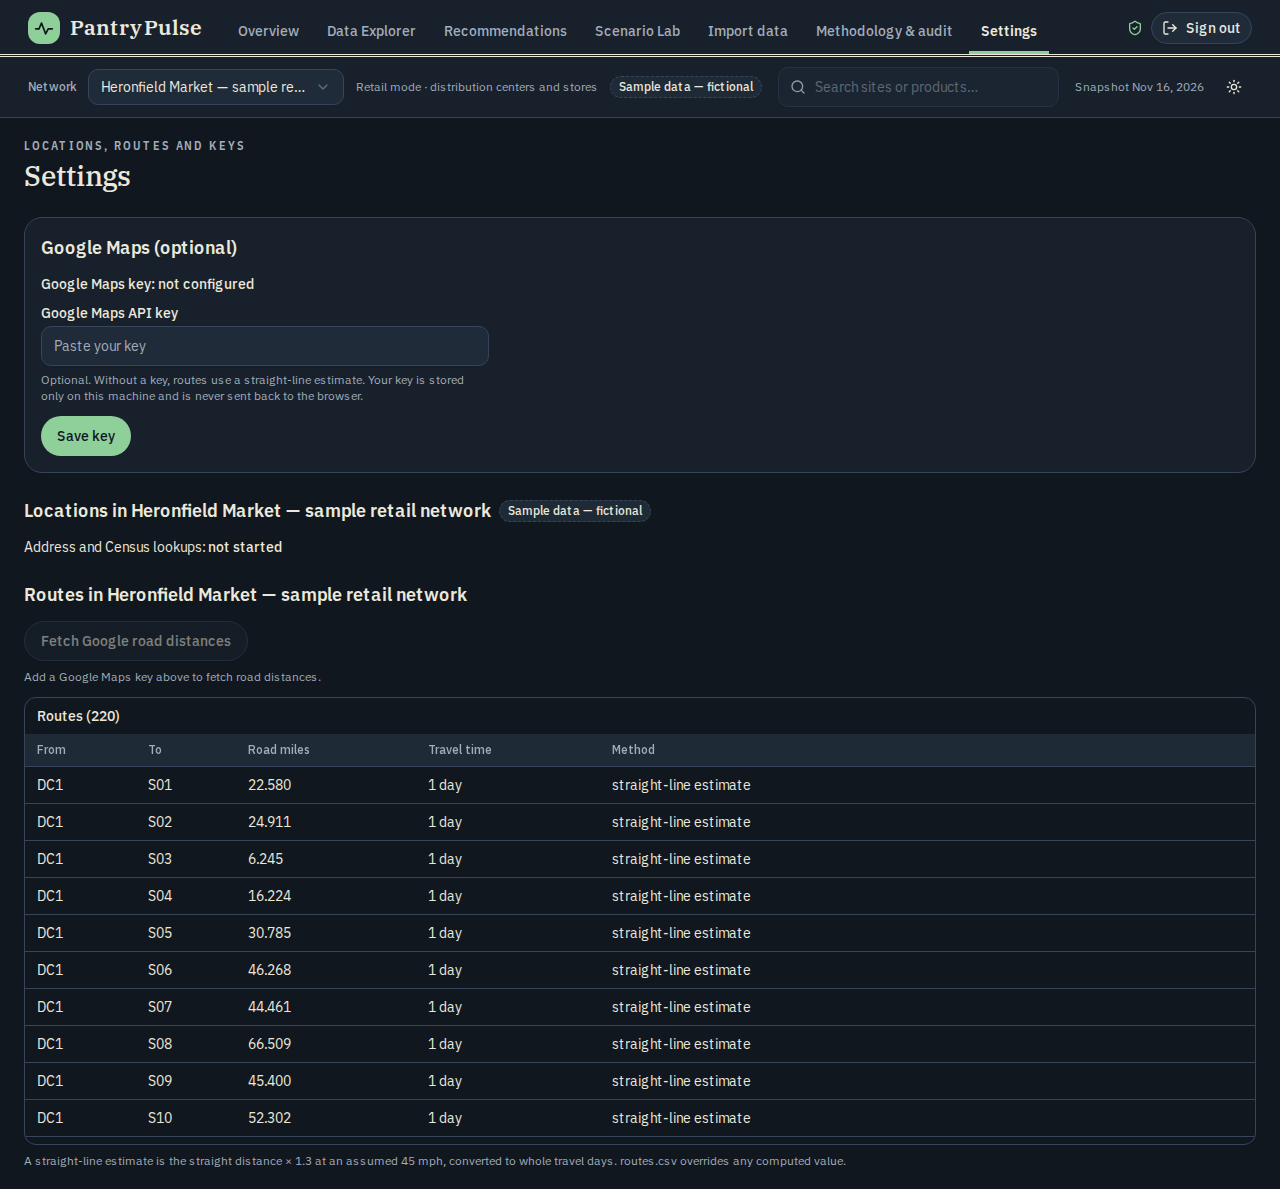 PantryPulse
Overview
Data Explorer
Recommendations
Scenario Lab
Import data
Methodology & audit
Settings
Sign out
Network
Heronfield Market — sample re...
Retail mode · distribution centers and stores
Sample data — fictional
Search sites or products...
Snapshot Nov 16, 2026
LOCATIONS, ROUTES AND KEYS
Settings
Google Maps (optional)
Google Maps key: not configured
Google Maps API key
Paste your key
Optional. Without a key, routes use a straight-line estimate. Your key is stored
only on this machine and is never sent back to the browser.
Save key
Locations in Heronfield Market — sample retail network
Sample data — fictional
Address and Census lookups: not started
Routes in Heronfield Market — sample retail network
Fetch Google road distances
Add a Google Maps key above to fetch road distances.
Routes (220)
From To Road miles Travel time Method
DC1 S01 22.580 1 day straight-line estimate
DC1 S02 24.911 1 day straight-line estimate
DC1 S03 6.245 1 day straight-line estimate
DC1 S04 16.224 1 day straight-line estimate
DC1 S05 30.785 1 day straight-line estimate
DC1 S06 46.268 1 day straight-line estimate
DC1 S07 44.461 1 day straight-line estimate
DC1 S08 66.509 1 day straight-line estimate
DC1 S09 45.400 1 day straight-line estimate
DC1 S10 52.302 1 day straight-line estimate
A straight-line estimate is the straight distance × 1.3 at an assumed 45 mph, converted to whole travel days. routes.csv overrides any computed value.